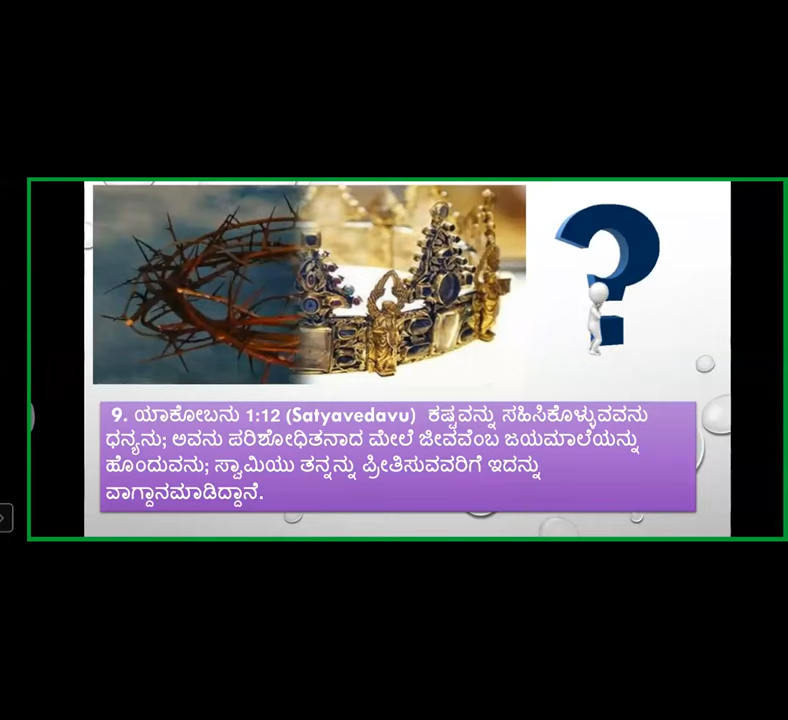 9. ಯಾಕೋಬನು 1:12 (Satyavedavu) ಕಷ್ಟವನ್ನು ಸಹಿಸಿಕೊಳ್ಳುವವನು
ಧನ್ಯನು; ಅವನು ಪರಿಶೋಧಿತನಾದ ಮೇಲೆ ಜೀವವೆಂಬ ಜಯಮಾಲೆಯನ್ನು
ಹೊಂದುವನು; ಸ್ವಾಮಿಯು ತನ್ನನ್ನು ಪ್ರೀತಿಸುವವರಿಗೆ ಇದನ್ನು
ವಾಗ್ದಾನಮಾಡಿದ್ದಾನೆ.